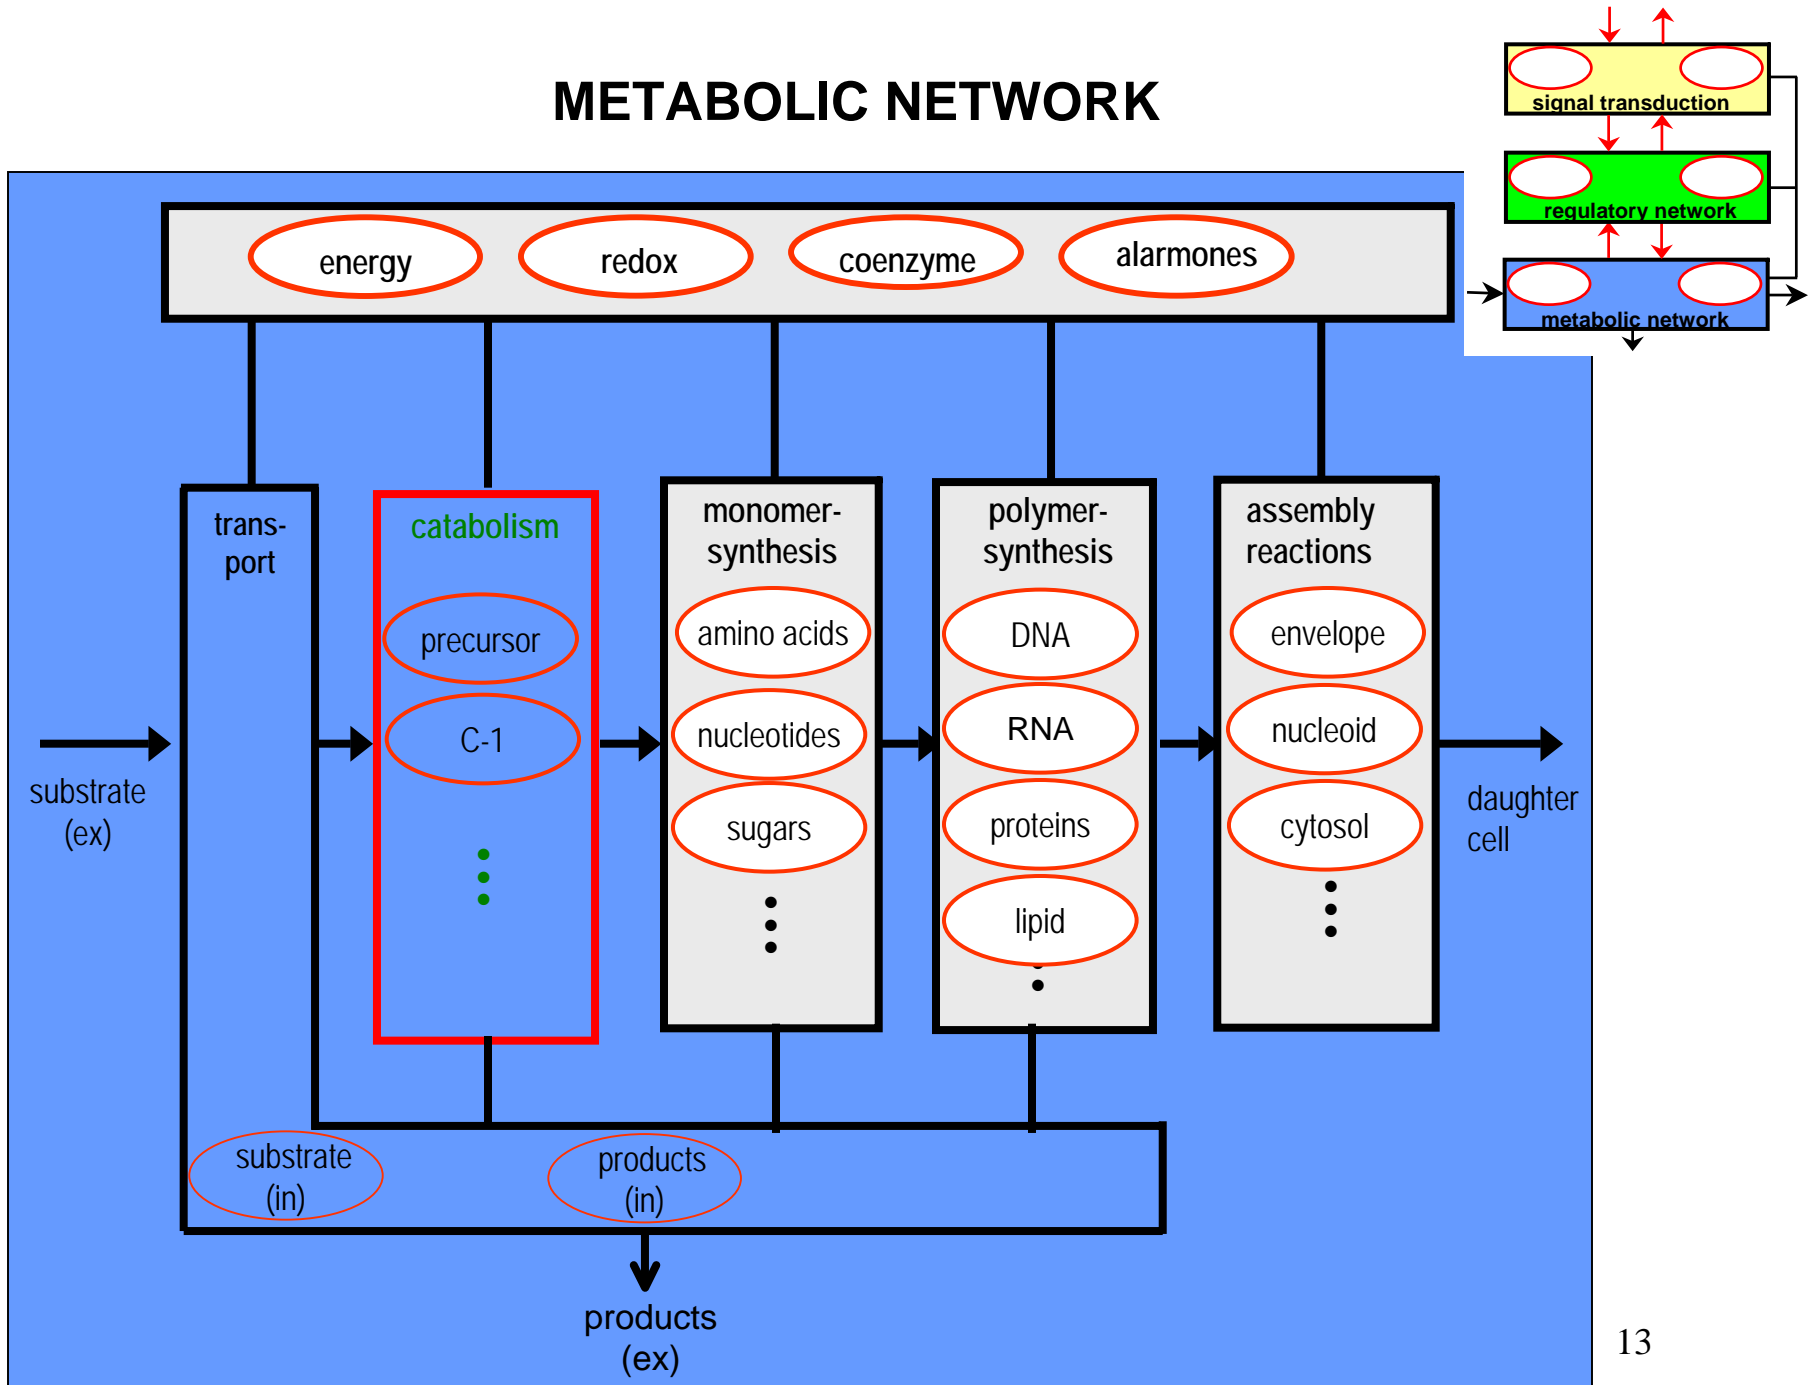 METABOLIC NETWORK
signal transduction
regulatory network
metabolic network
energy
redox
coenzyme
alarmones
trans-
port
catabolism
precursor
C-1
monomer-
synthesis
amino acids
nucleotides
sugars
polymer-
synthesis
DNA
RNA
proteins
lipid
assembly
reactions
envelope
nucleoid
cytosol
substrate
(ex)
daughter
cell
substrate
(in)
products
(in)
products
(ex)
13